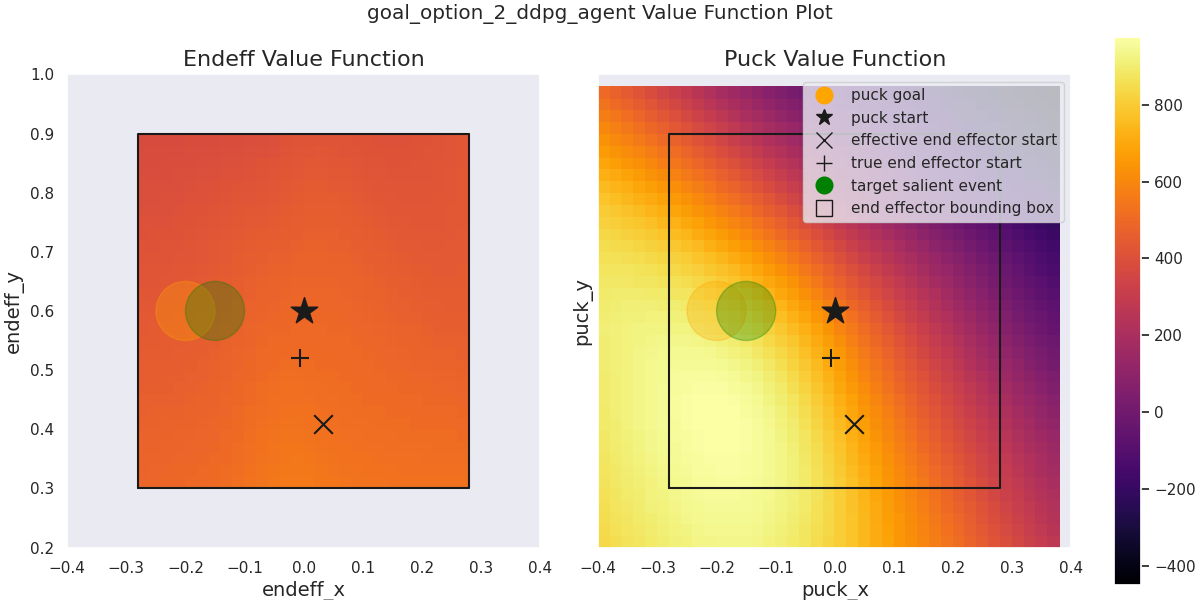 goal_option_2_ddpg_agent Value Function Plot
Endeff Value Function
endeff_y
1.0
0.9
0.8
0.7
0.6
0.5
0.4
0.3
0.2
−0.4 −0.3 −0.2 −0.1 0.0 0.1 0.2 0.3 0.4
endeff_x
Puck Value Function
puck_y
puck goal
puck start
effective end effector start
true end effector start
target salient event
end effector bounding box
−0.4 −0.3 −0.2 −0.1 0.0 0.1 0.2 0.3 0.4
puck_x
800
600
400
200
0
−200
−400